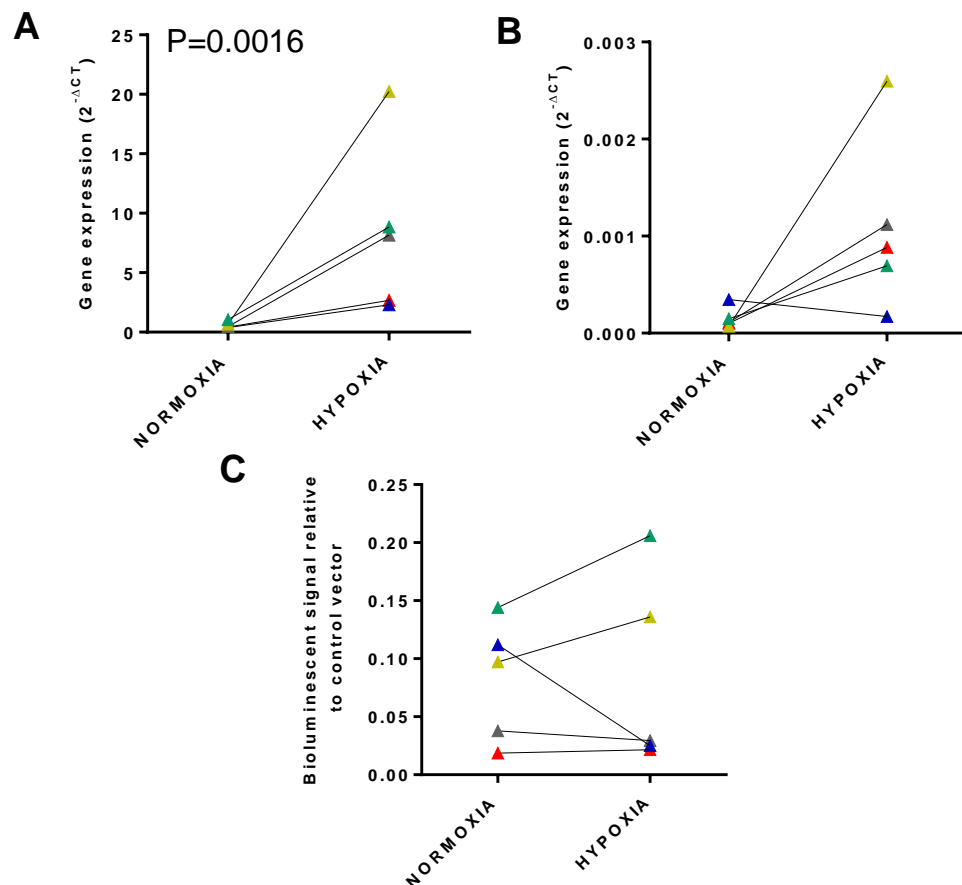 A
P=0.0016
Gene expression (2^-ΔCT)
25
20
15
10
5
0
NORMOXIA
HYPOXIA
B
Gene expression (2^-ΔCT)
0.003
0.002
0.001
0.000
NORMOXIA
HYPOXIA
C
Bioluminescent signal relative
to control vector
0.25
0.20
0.15
0.10
0.05
0.00
NORMOXIA
HYPOXIA